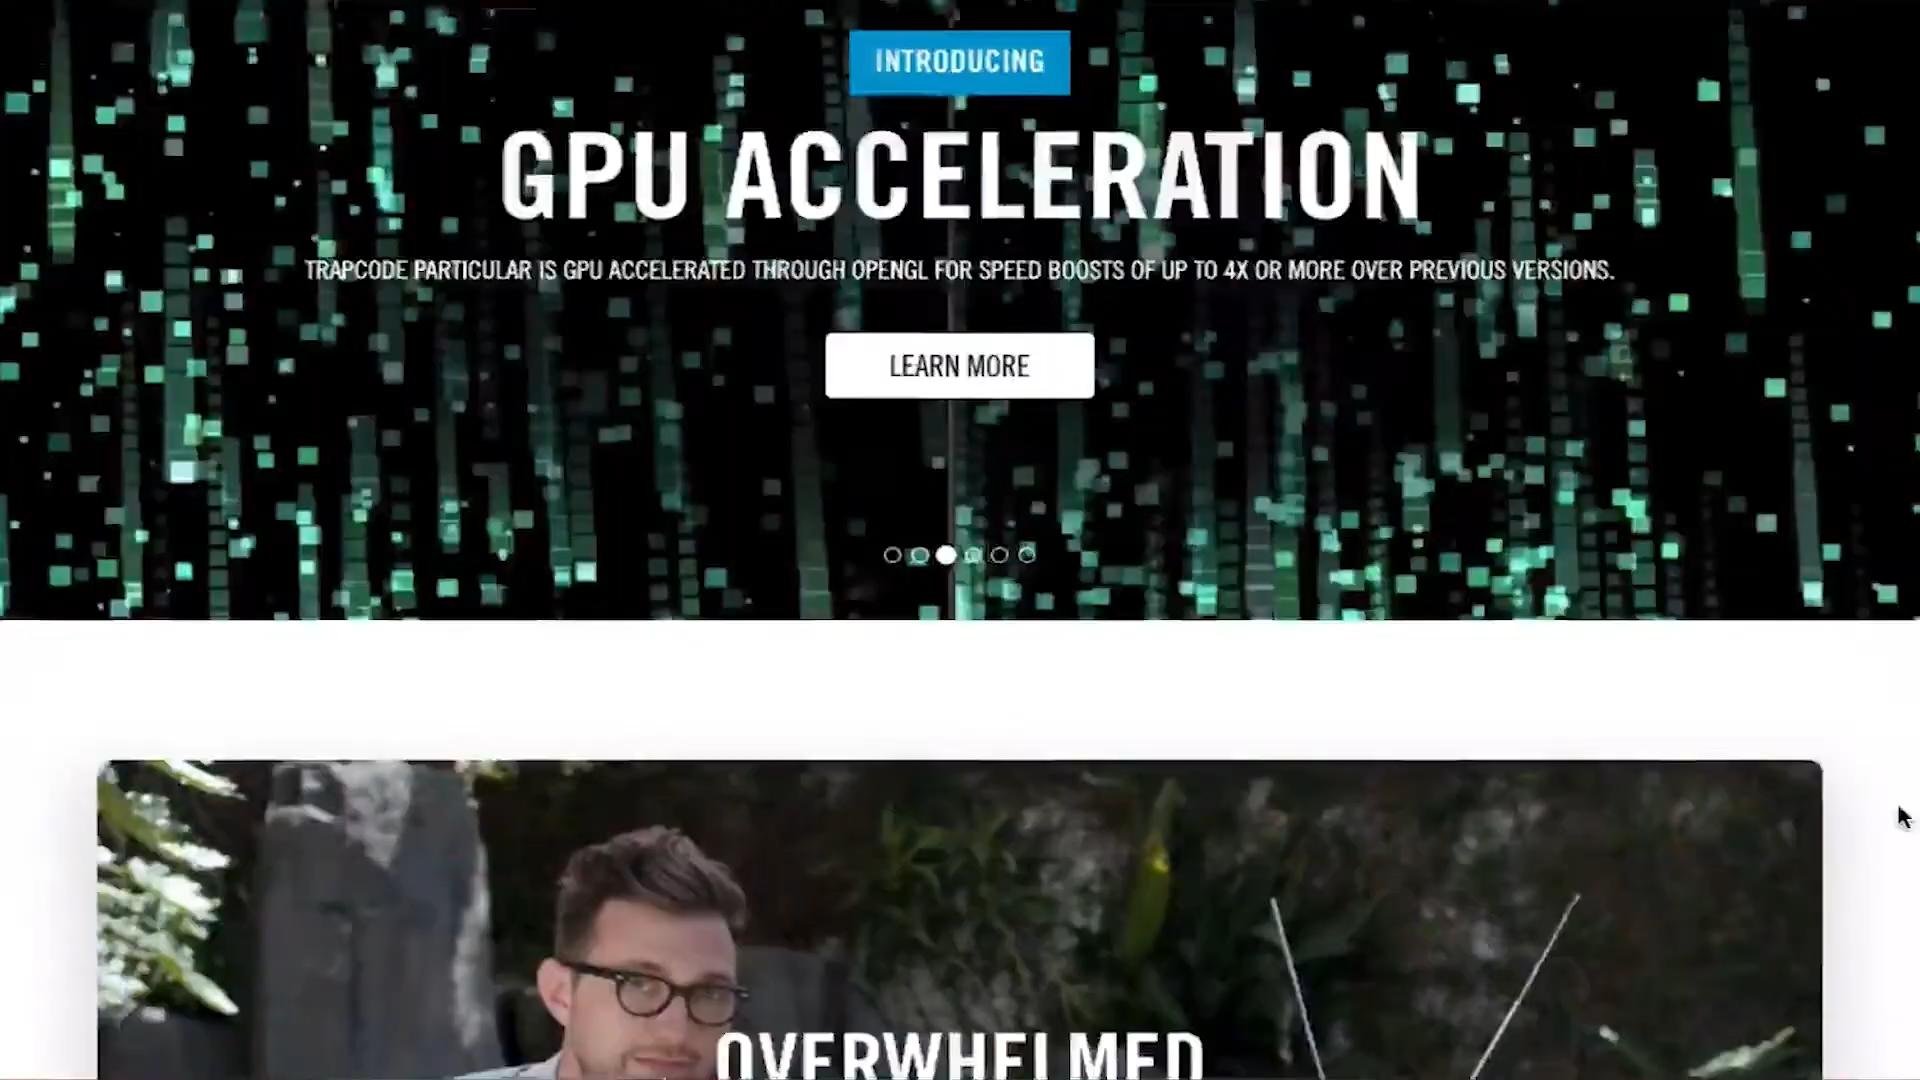 INTRODUCING
GPU ACCELERATION
TRAPCODE PARTICULAR IS GPU ACCELERATED THROUGH OPENGL FOR SPEED BOOSTS OF UP TO 4X OR MORE OVER PREVIOUS VERSIONS.
LEARN MORE
OVERWHELMED